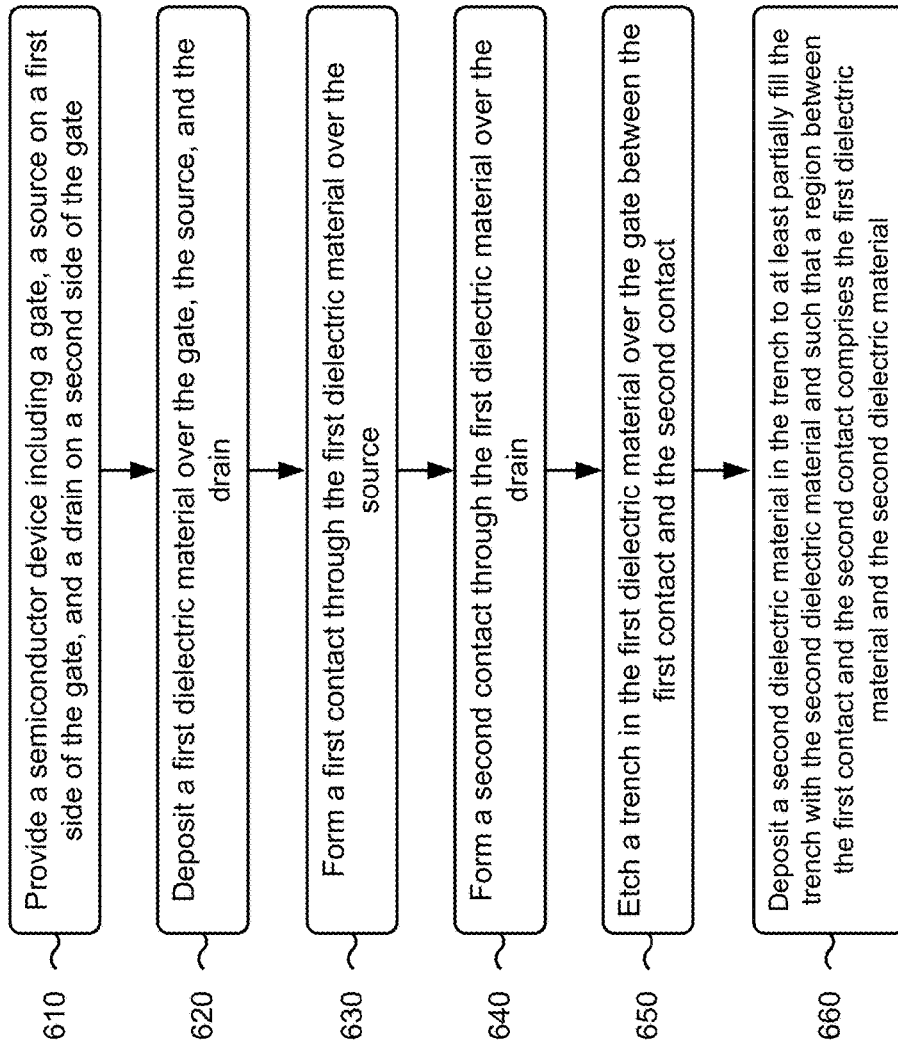 610
Provide a semiconductor device including a gate, a source on a first
side of the gate, and a drain on a second side of the gate
620
Deposit a first dielectric material over the gate, the source, and the
drain
630
Form a first contact through the first dielectric material over the
source
640
Form a second contact through the first dielectric material over the
drain
650
Etch a trench in the first dielectric material over the gate between the
first contact and the second contact
660
Deposit a second dielectric material in the trench to at least partially fill the
trench with the second dielectric material and such that a region between
the first contact and the second contact comprises the first dielectric
material and the second dielectric material